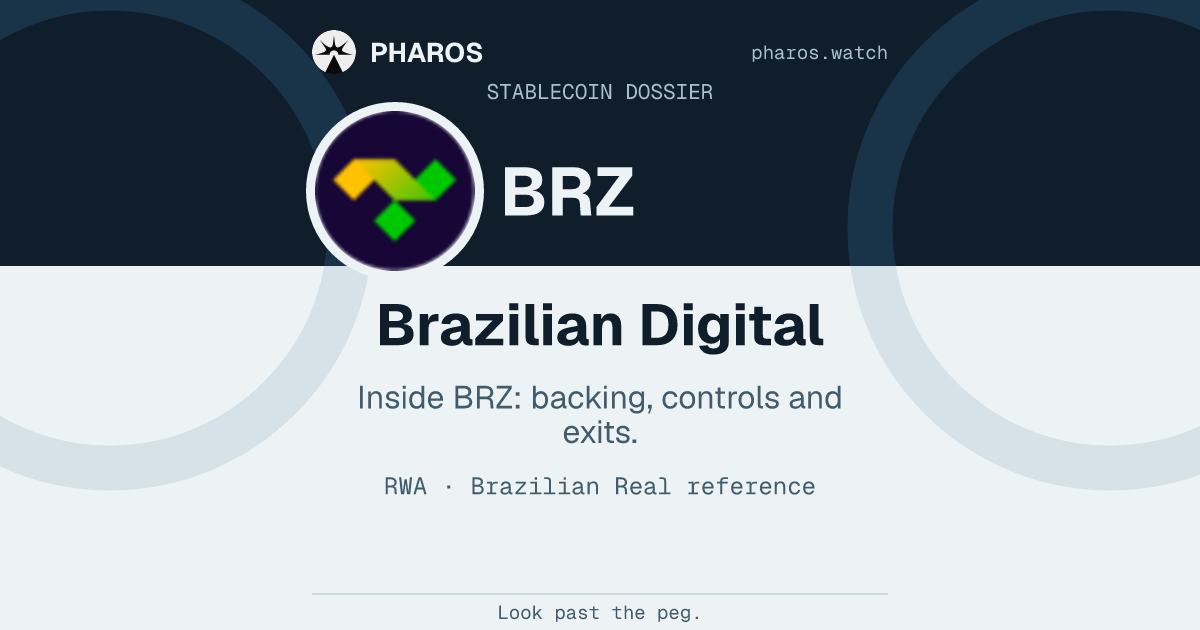 PHAROS
pharos.watch
STABLECOIN DOSSIER
BRZ
Brazilian Digital
Inside BRZ: backing, controls and
exits.
RWA · Brazilian Real reference
Look past the peg.